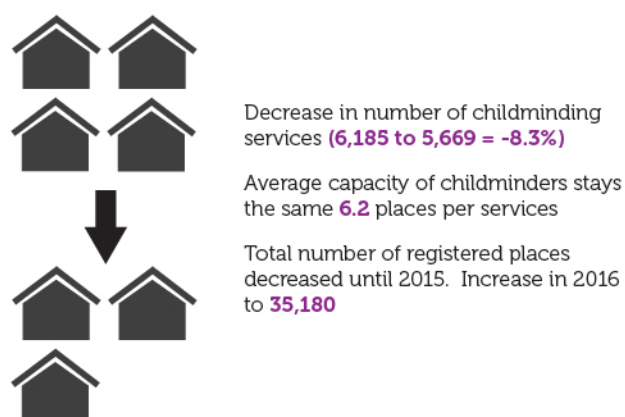 Decrease in number of childminding
services (6,185 to 5,669 = -8.3%)
Average capacity of childminders stays
the same 6.2 places per services
Total number of registered places
decreased until 2015.  Increase in 2016
to 35,180